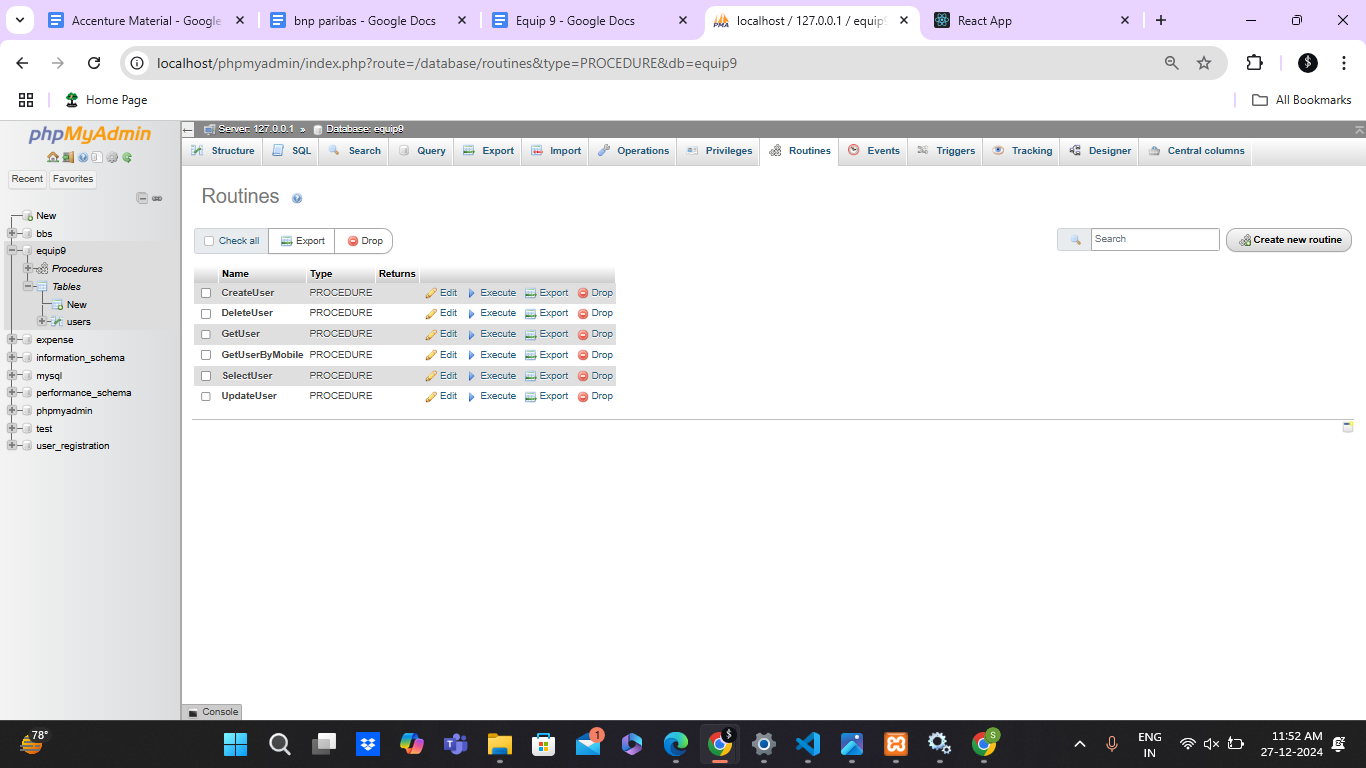 Accenture Material - Google
bnp paribas - Google Docs
Equip 9 - Google Docs
localhost / 127.0.0.1 / equip9
React App
localhost/phpmyadmin/index.php?route=/database/routines&type=PROCEDURE&db=equip9
$
Home Page
All Bookmarks
phpMyAdmin
Recent
Favorites
New
bbs
equip9
Procedures
Tables
New
users
expense
information_schema
mysql
performance_schema
phpmyadmin
test
user_registration
Server: 127.0.0.1 » Database: equip9
Structure SQL Search Query Export Import Operations Privileges Routines Events Triggers Tracking Designer Central columns
Routines
Check all Export Drop
Search
Create new routine
Name Type Returns
CreateUser PROCEDURE Edit Execute Export Drop
DeleteUser PROCEDURE Edit Execute Export Drop
GetUser PROCEDURE Edit Execute Export Drop
GetUserByMobile PROCEDURE Edit Execute Export Drop
SelectUser PROCEDURE Edit Execute Export Drop
UpdateUser PROCEDURE Edit Execute Export Drop
Console
78°
1
$
S
ENG
IN
11:52 AM
27-12-2024